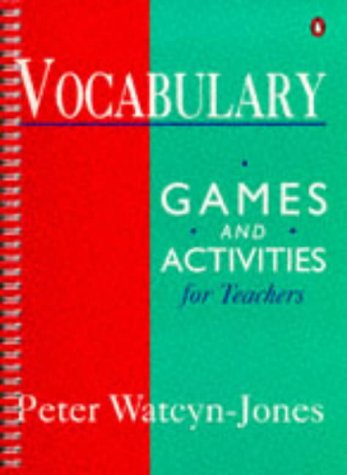 VOCABULARY
GAMES
AND
ACTIVITIES
for Teachers
Peter Watcyn-Jones